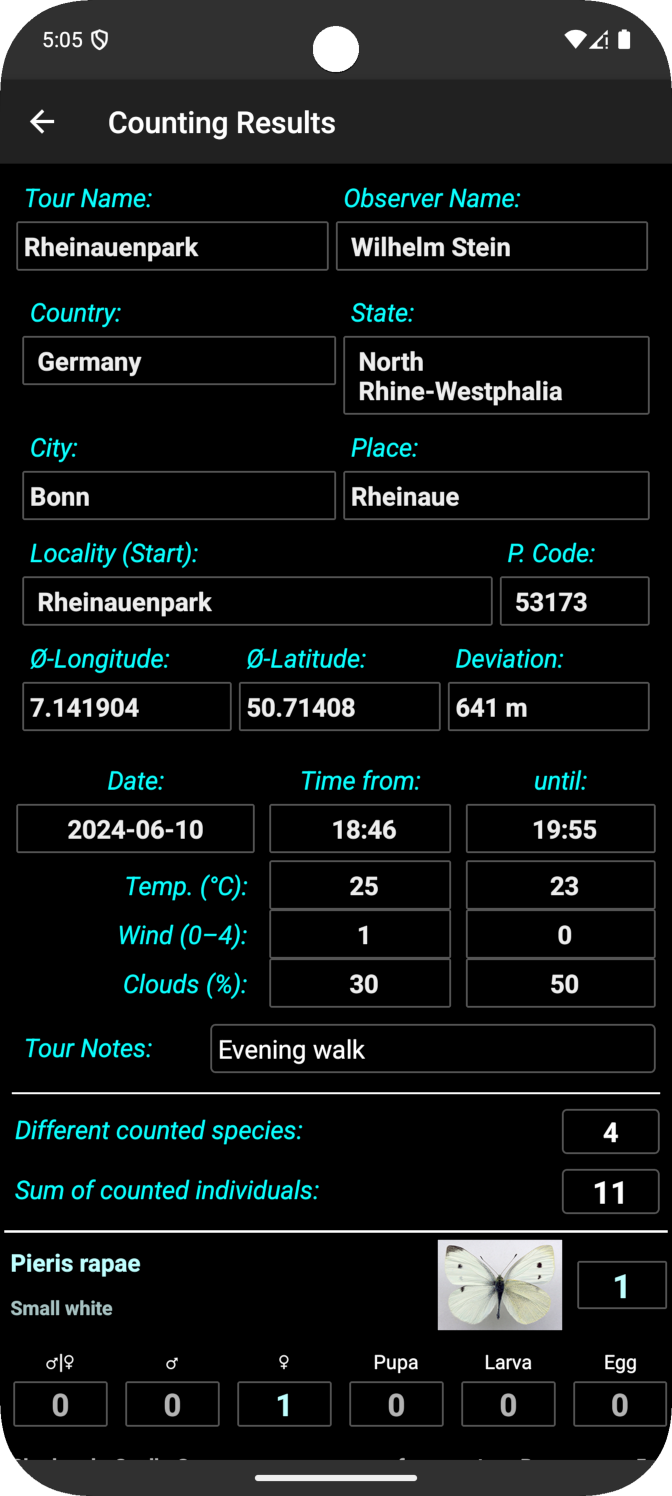 5:05
Counting Results
Tour Name: Observer Name:
Rheinauenpark Wilhelm Stein
Country: State:
Germany North
Rhine-Westphalia
City: Place:
Bonn Rheinaue
Locality (Start): P. Code:
Rheinauenpark 53173
Ø-Longitude: Ø-Latitude: Deviation:
7.141904 50.71408 641 m
Date: Time from: until:
2024-06-10 18:46 19:55
Temp. (°C): 25 23
Wind (0–4): 1 0
Clouds (%): 30 50
Tour Notes: Evening walk
Different counted species: 4
Sum of counted individuals: 11
Pieris rapae 1
Small white
♂|♀ ♂ ♀ Pupa Larva Egg
0 0 1 0 0 0